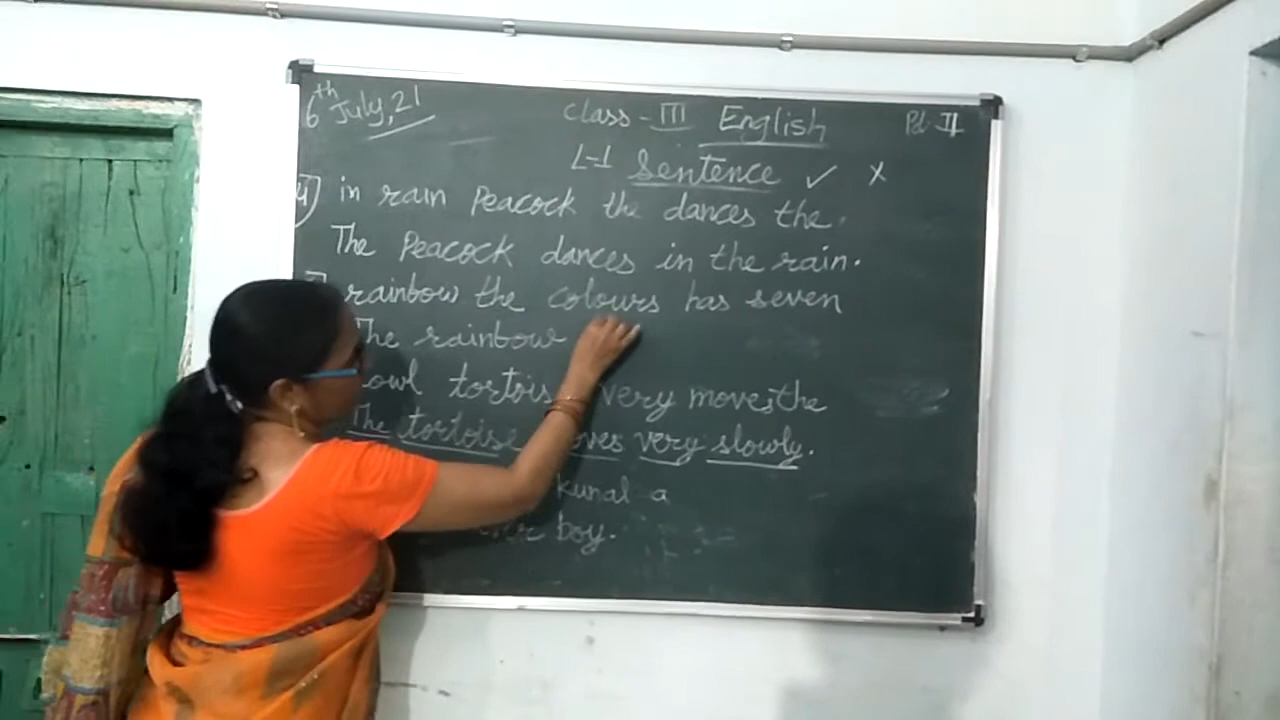 6th July, 21
Class - III English
Pd. II
L-1 Sentence ✓ x
4) in rain Peacock the dances the.
The Peacock dances in the rain.
rainbow the colours has seven
The rainbow
tortois very moves the
The tortoise very slowly.
kunal a
boy.